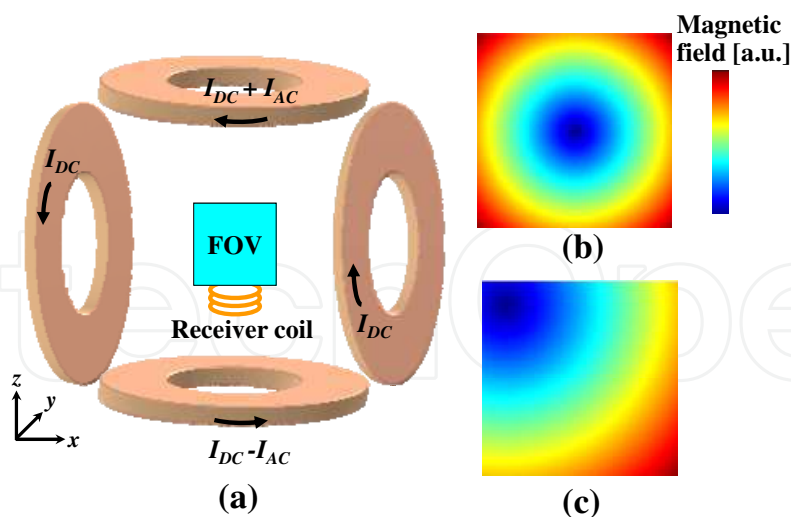 I_DC + I_AC
I_DC
FOV
Receiver coil
I_DC
z
y
x
I_DC - I_AC
(a)
Magnetic
field [a.u.]
(b)
(c)